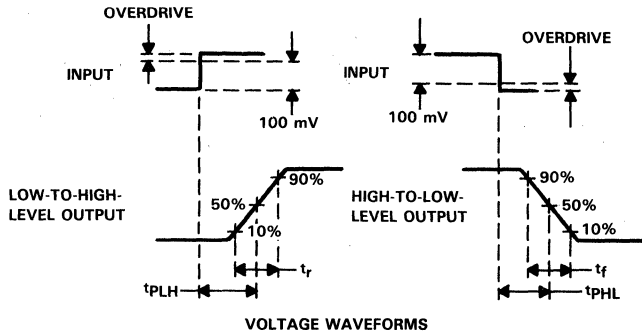 OVERDRIVE
INPUT
100 mV
LOW-TO-HIGH-
LEVEL OUTPUT
90%
50%
10%
tr
tPLH
OVERDRIVE
INPUT
100 mV
HIGH-TO-LOW-
LEVEL OUTPUT
90%
50%
10%
tf
tPHL
VOLTAGE WAVEFORMS